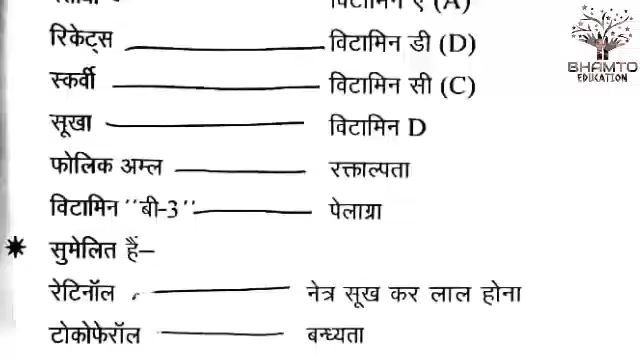 विटामिन ए (A)
रिकेट्स ——— विटामिन डी (D)
स्कर्वी ——— विटामिन सी (C)
सूखा ——— विटामिन D
फोलिक अम्ल ——— रक्ताल्पता
विटामिन "बी-3" ——— पेलाग्रा
* सुमेलित हैं–
रेटिनॉल ——— नेत्र सूख कर लाल होना
टोकोफेरॉल ——— बन्ध्यता
BHAMTO
EDUCATION